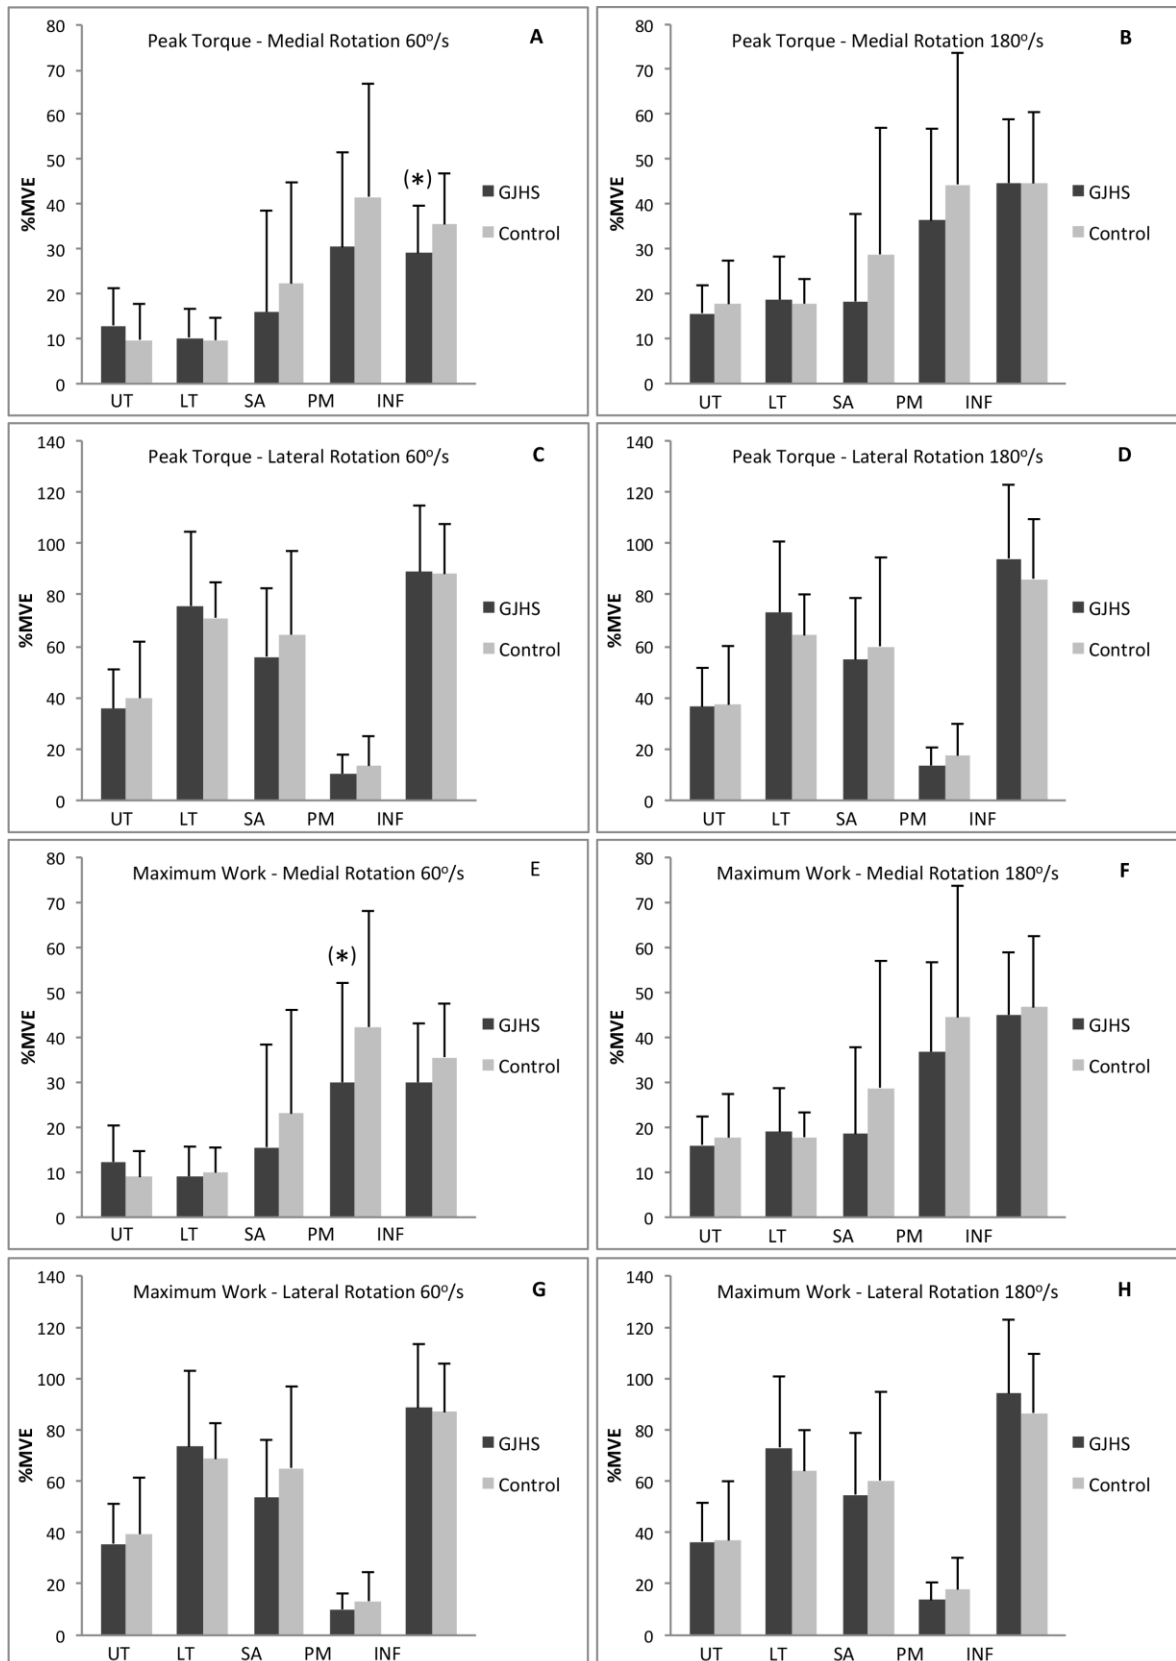 Peak Torque - Medial Rotation 60°/s A
80
70
60
50
40
30
20
10
0
%MVE
(*)
GJHS
Control
UT LT SA PM INF
Peak Torque - Medial Rotation 180°/s B
80
70
60
50
40
30
20
10
0
%MVE
GJHS
Control
UT LT SA PM INF
Peak Torque - Lateral Rotation 60°/s C
140
120
100
80
60
40
20
0
%MVE
GJHS
Control
UT LT SA PM INF
Peak Torque - Lateral Rotation 180°/s D
140
120
100
80
60
40
20
0
%MVE
GJHS
Control
UT LT SA PM INF
Maximum Work - Medial Rotation 60°/s E
80
70
60
50
40
30
20
10
0
%MVE
(*)
GJHS
Control
UT LT SA PM INF
Maximum Work - Medial Rotation 180°/s F
80
70
60
50
40
30
20
10
0
%MVE
GJHS
Control
UT LT SA PM INF
Maximum Work - Lateral Rotation 60°/s G
140
120
100
80
60
40
20
0
%MVE
GJHS
Control
UT LT SA PM INF
Maximum Work - Lateral Rotation 180°/s H
140
120
100
80
60
40
20
0
%MVE
GJHS
Control
UT LT SA PM INF